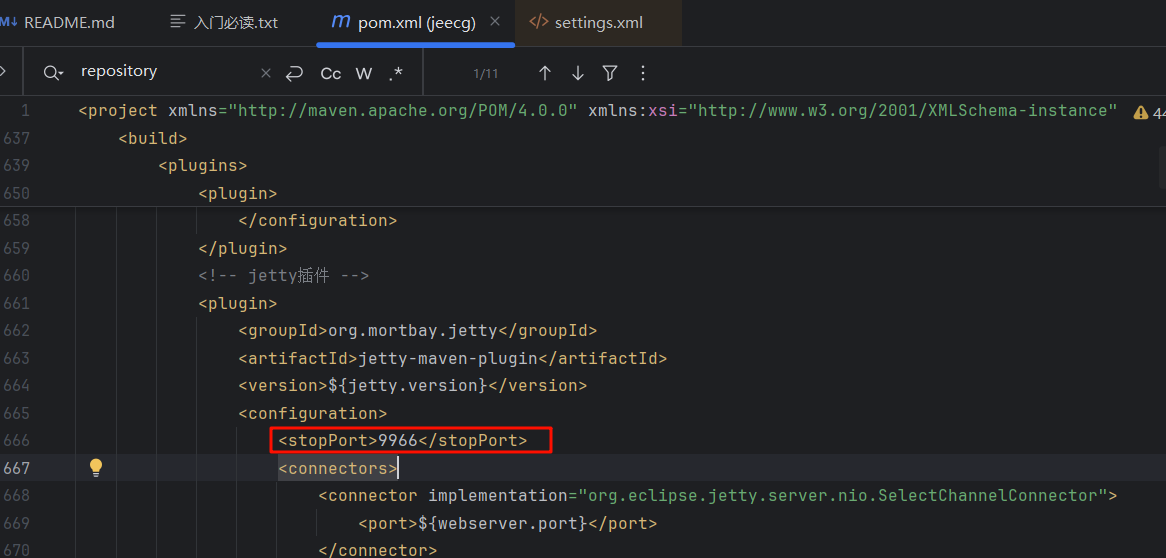 README.md 入门必读.txt pom.xml (jeecg) settings.xml
repository Cc W .* 1/11
1 <project xmlns="http://maven.apache.org/POM/4.0.0" xmlns:xsi="http://www.w3.org/2001/XMLSchema-instance"
637 <build>
639 <plugins>
650 <plugin>
658 </configuration>
659 </plugin>
660 <!-- jetty插件 -->
661 <plugin>
662 <groupId>org.mortbay.jetty</groupId>
663 <artifactId>jetty-maven-plugin</artifactId>
664 <version>${jetty.version}</version>
665 <configuration>
666 <stopPort>9966</stopPort>
667 <connectors>
668 <connector implementation="org.eclipse.jetty.server.nio.SelectChannelConnector">
669 <port>${webserver.port}</port>
670 </connector>